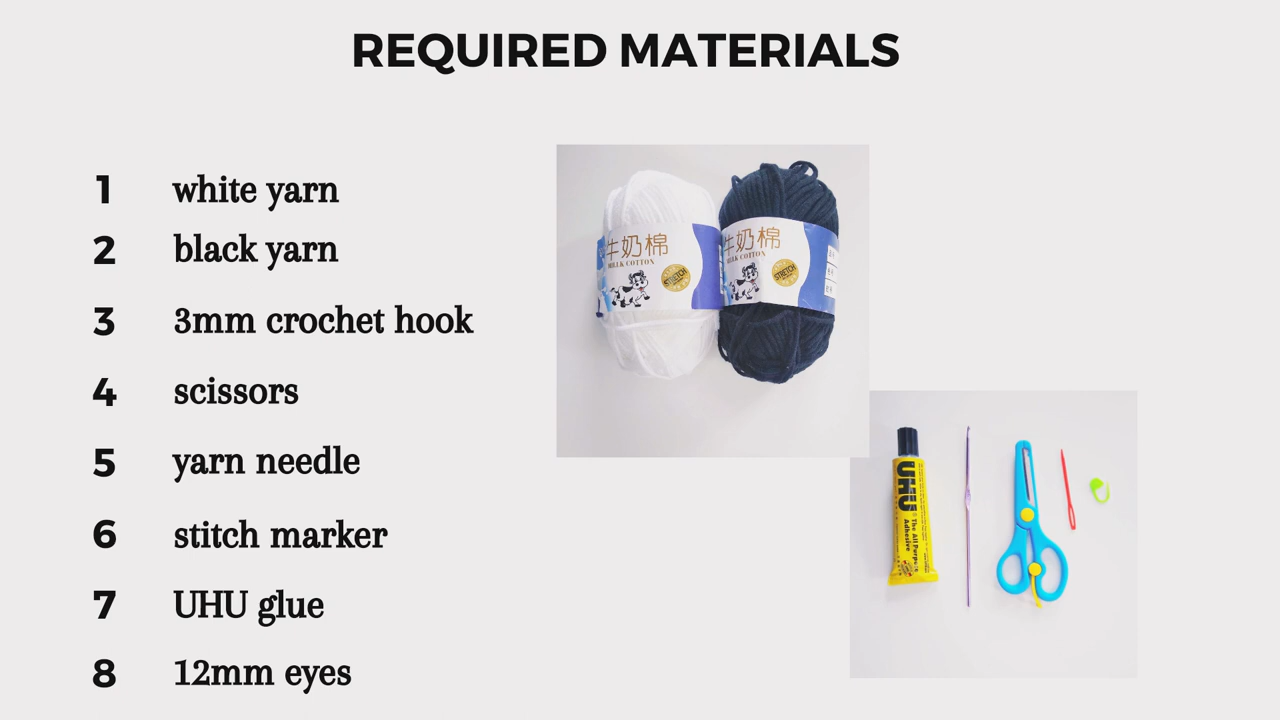 REQUIRED MATERIALS
1 white yarn
2 black yarn
3 3mm crochet hook
4 scissors
5 yarn needle
6 stitch marker
7 UHU glue
8 12mm eyes
牛奶棉
MILK COTTON
STRETCH
牛奶棉
MILK COTTON
STRETCH
UHU
The All Purpose
Adhesive